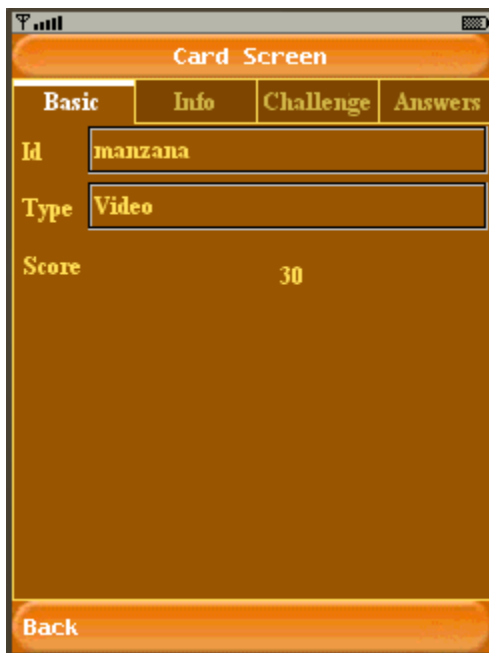 Card Screen
Basic Info Challenge Answers
Id manzana
Type Video
Score 30
Back